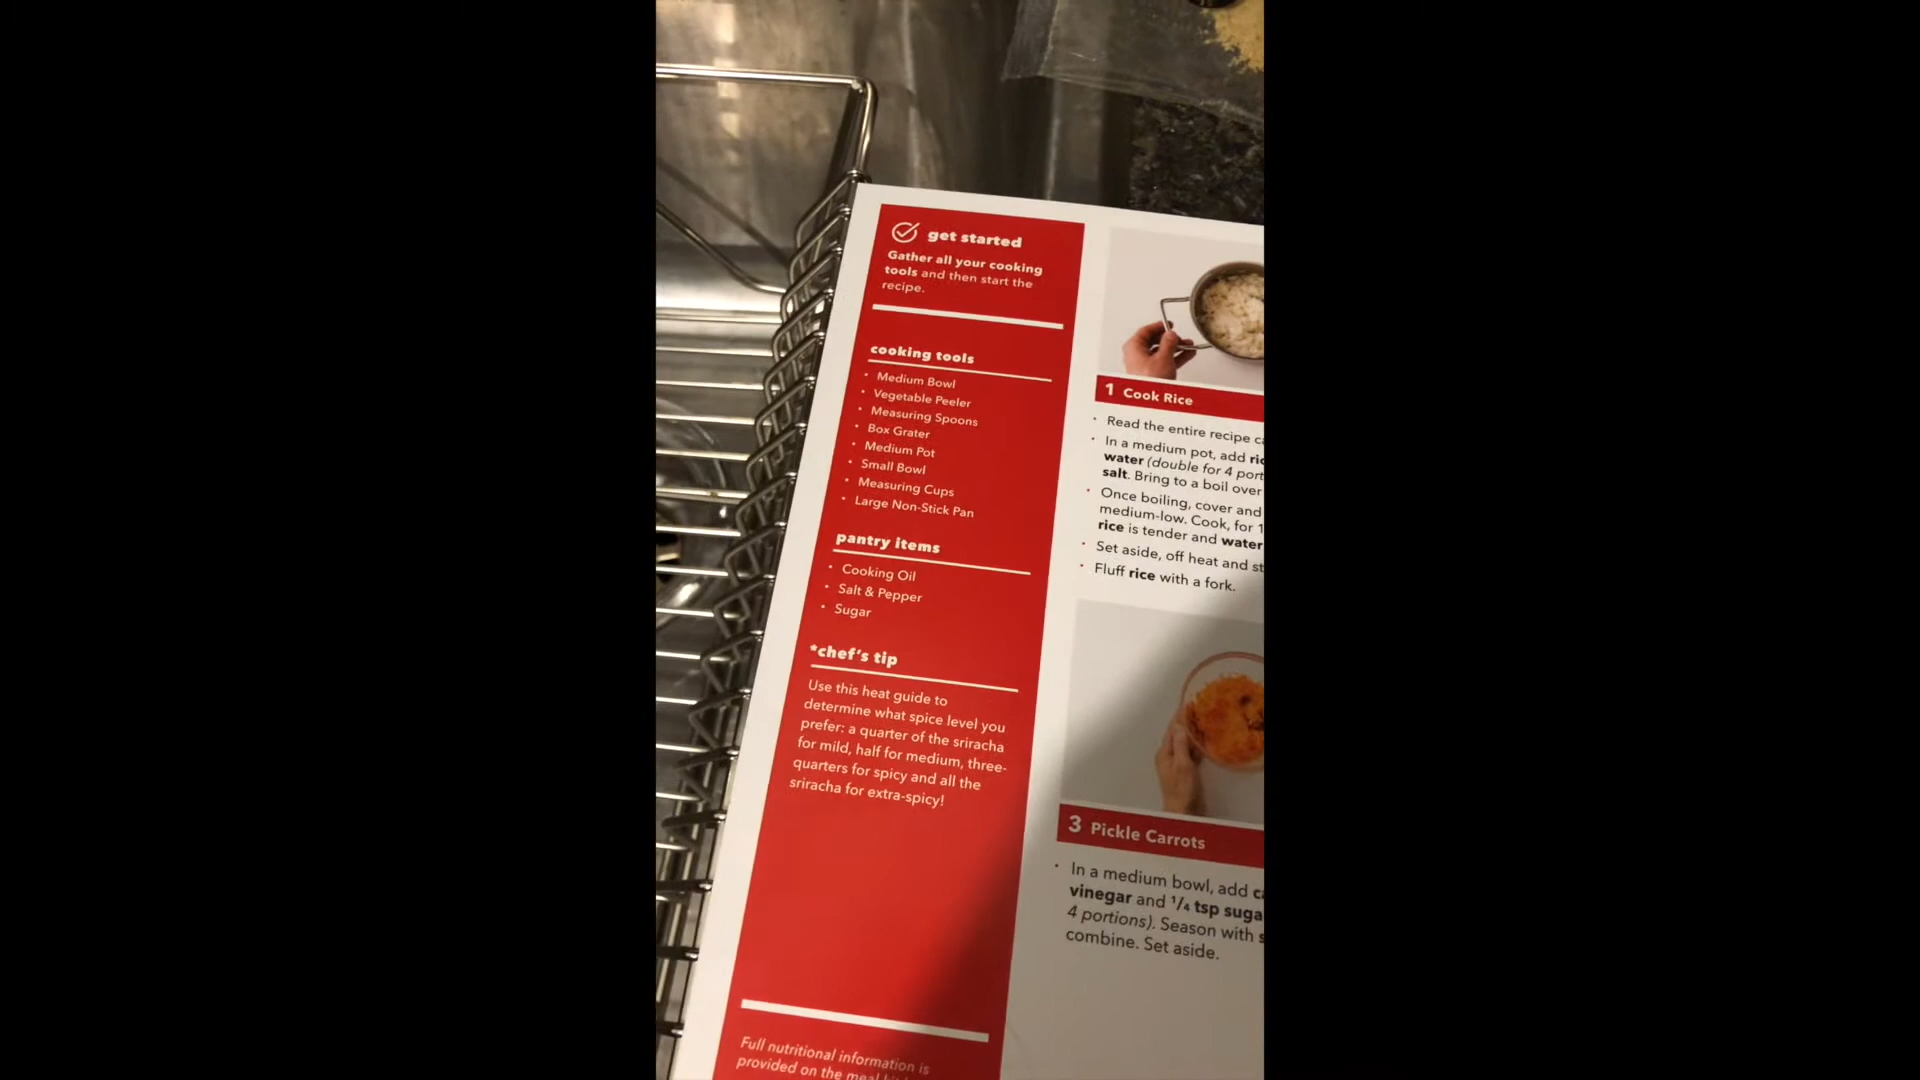 get started
Gather all your cooking
tools and then start the
recipe.
cooking tools
• Medium Bowl
• Vegetable Peeler
• Measuring Spoons
• Box Grater
• Medium Pot
• Small Bowl
• Measuring Cups
• Large Non-Stick Pan
pantry items
• Cooking Oil
• Salt & Pepper
• Sugar
*chef's tip
Use this heat guide to
determine what spice level you
prefer: a quarter of the sriracha
for mild, half for medium, three-
quarters for spicy and all the
sriracha for extra-spicy!
Full nutritional information is
provided on the meal
1 Cook Rice
• Read the entire recipe
• In a medium pot, add
water (double for 4
salt. Bring to a boil over
• Once boiling, cover and
medium-low. Cook, for
rice is tender and water
• Set aside, off heat and
• Fluff rice with a fork.
3 Pickle Carrots
• In a medium bowl, add
vinegar and 1/4 tsp
4 portions). Season with
combine. Set aside.